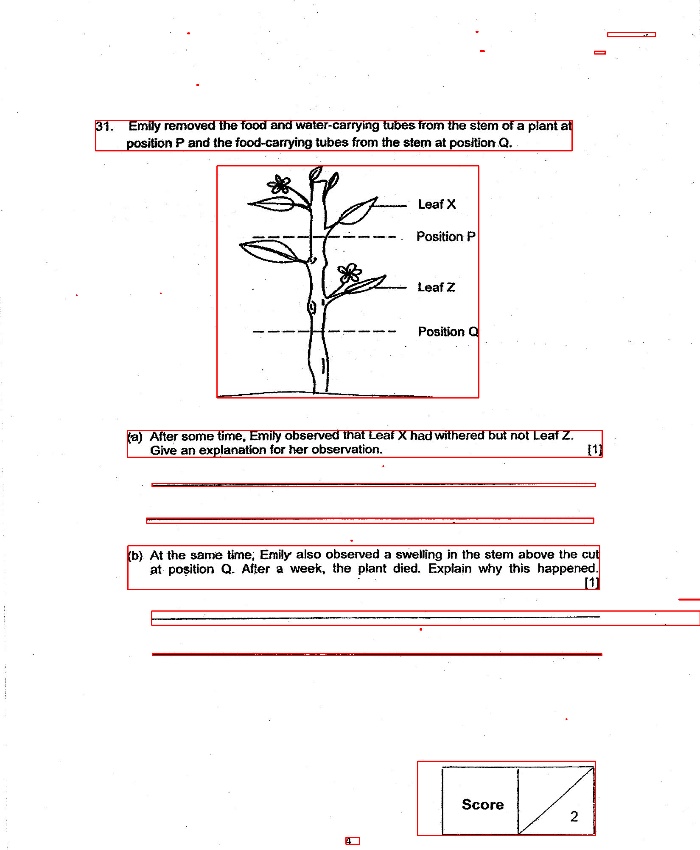 31. Emily removed the food and water-carrying tubes from the stem of a plant at
position P and the food-carrying tubes from the stem at position Q.
Leaf X
Position P
Leaf Z
Position Q
(a) After some time, Emily observed that Leaf X had withered but not Leaf Z.
Give an explanation for her observation. [1]
(b) At the same time, Emily also observed a swelling in the stem above the cut
at position Q. After a week, the plant died. Explain why this happened.
[1]
Score
2
4